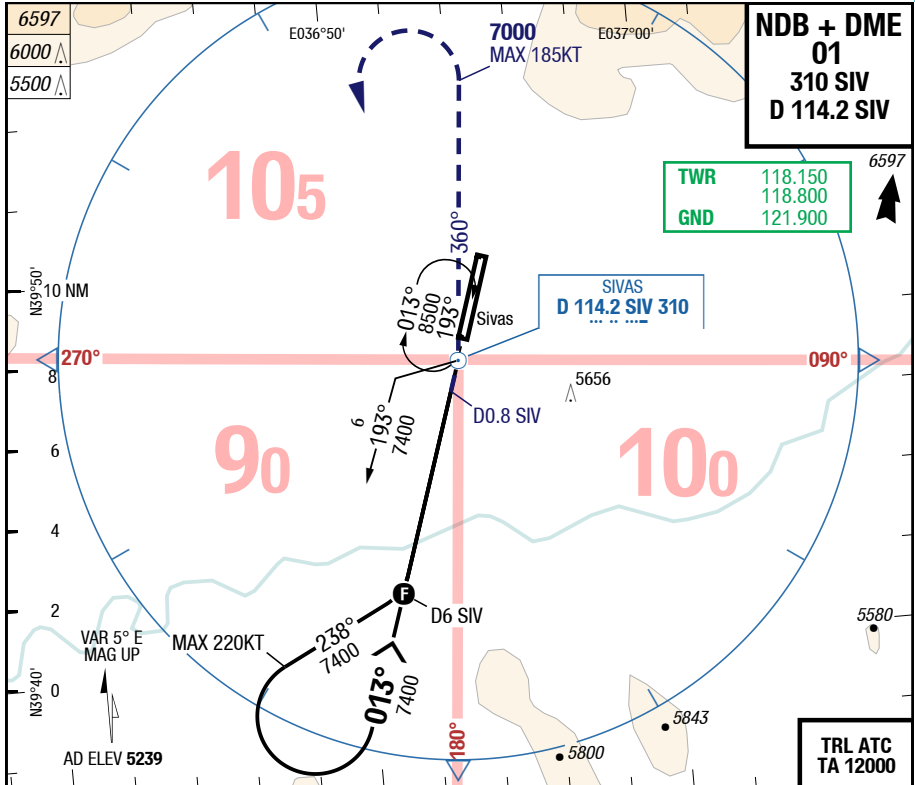 6597
6000
5500
E036°50'
7000
MAX 185KT
E037°00'
NDB + DME
01
310 SIV
D 114.2 SIV
6597
TWR 118.150
118.800
GND 121.900
105
360°
N39°50'
10 NM
013°
8500
193°
Sivas
SIVAS
D 114.2 SIV 310
270°
090°
8
5656
D0.8 SIV
6
193°
7400
90
100
6
4
2
D6 SIV
5580
VAR 5° E
MAG UP
MAX 220KT
238°
7400
013°
7400
N39°40'
0
5843
180°
5800
AD ELEV 5239
TRL ATC
TA 12000
F